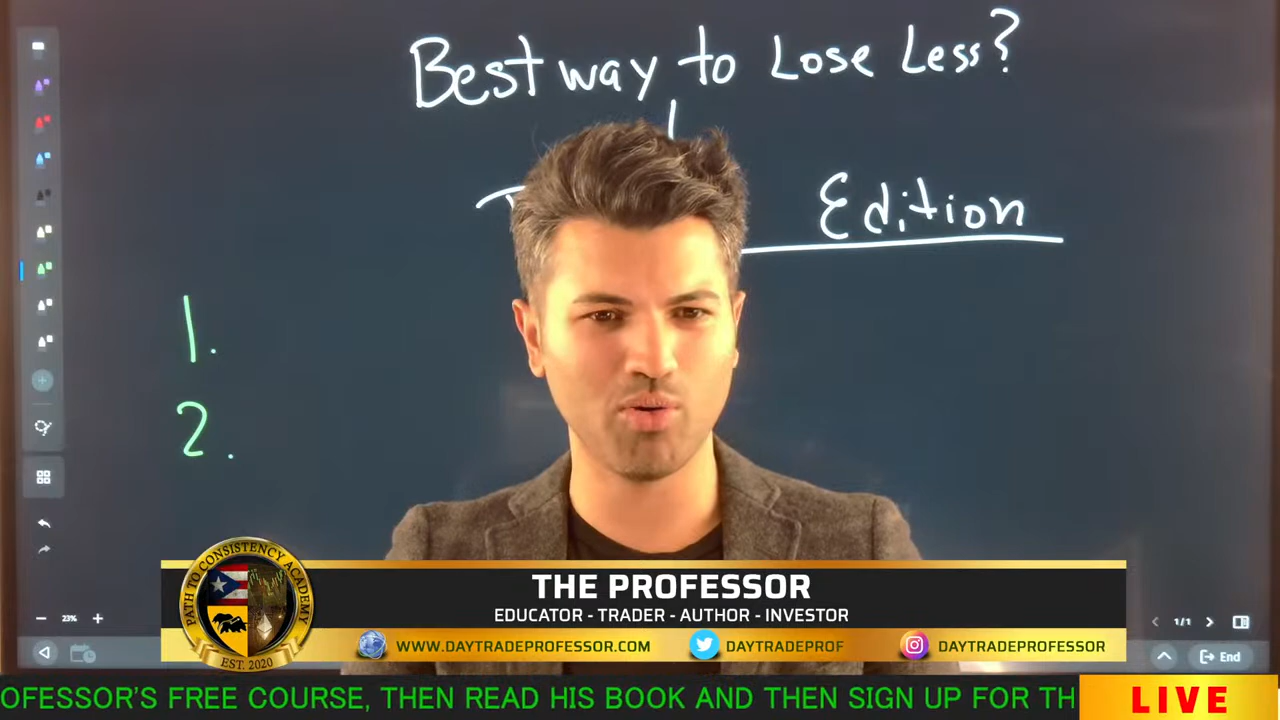 Best way to Lose Less?
Edition
1.
2.
PATH TO CONSISTENCY ACADEMY
EST. 2020
THE PROFESSOR
EDUCATOR - TRADER - AUTHOR - INVESTOR
WWW.DAYTRADEPROFESSOR.COM DAYTRADEPROF DAYTRADEPROFESSOR
23%
1/1
End
OFESSOR'S FREE COURSE, THEN READ HIS BOOK AND THEN SIGN UP FOR TH
LIVE